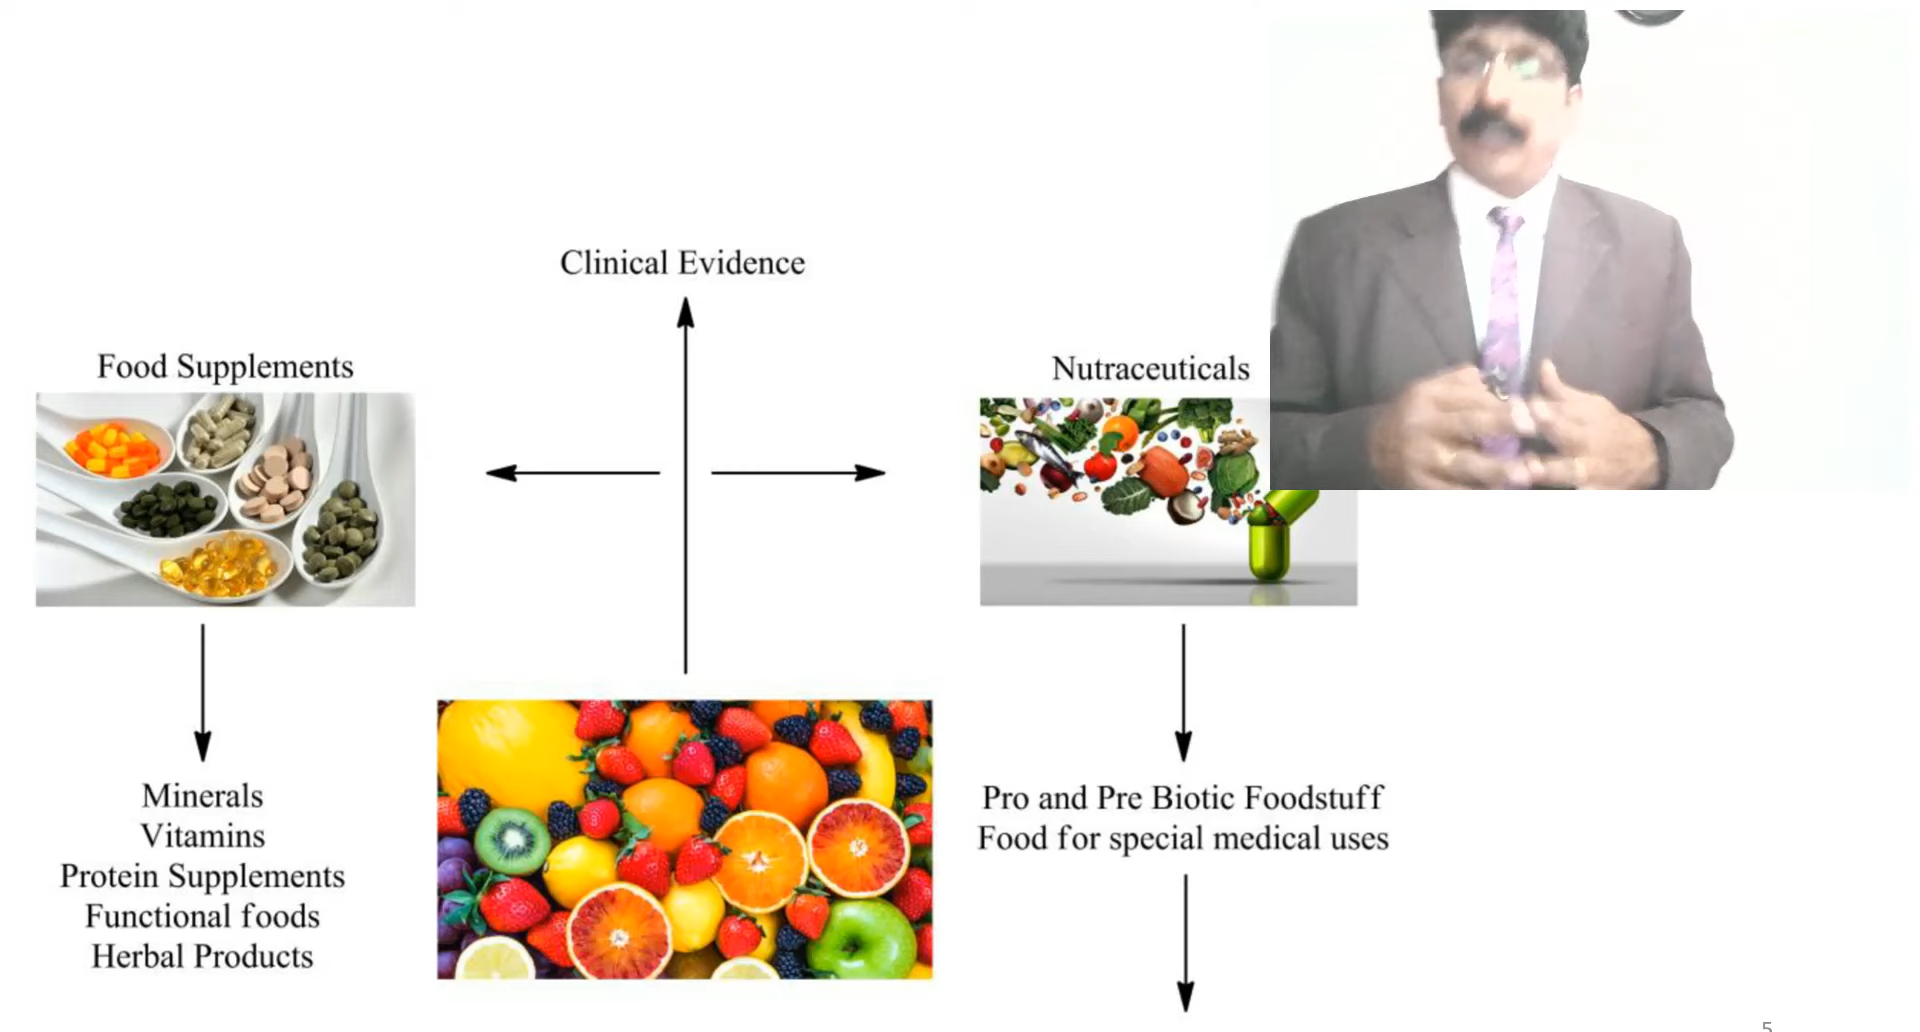 Clinical Evidence
Food Supplements
Nutraceuticals
Minerals
Vitamins
Protein Supplements
Functional foods
Herbal Products
Pro and Pre Biotic Foodstuff
Food for special medical uses
5